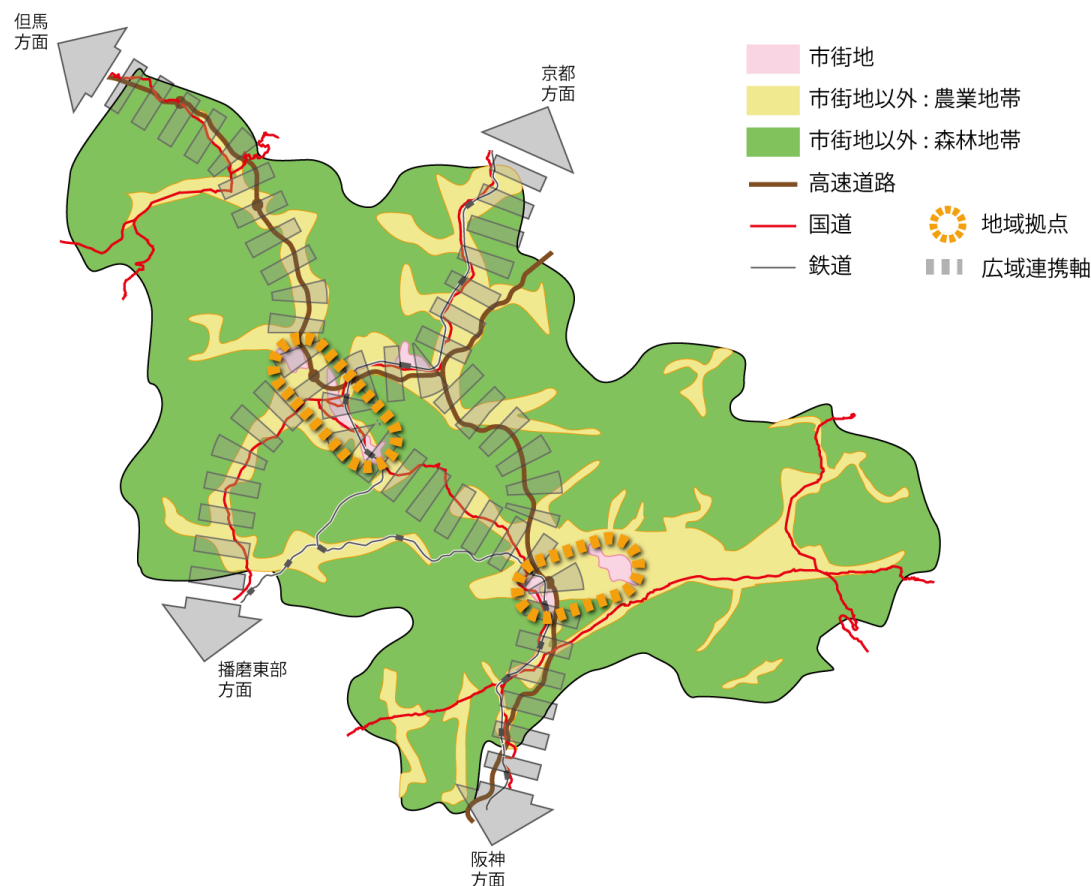 但馬
方面
京都
方面
市街地
市街地以外：農業地帯
市街地以外：森林地帯
高速道路
国道
地域拠点
鉄道
広域連携軸
播磨東部
方面
阪神
方面